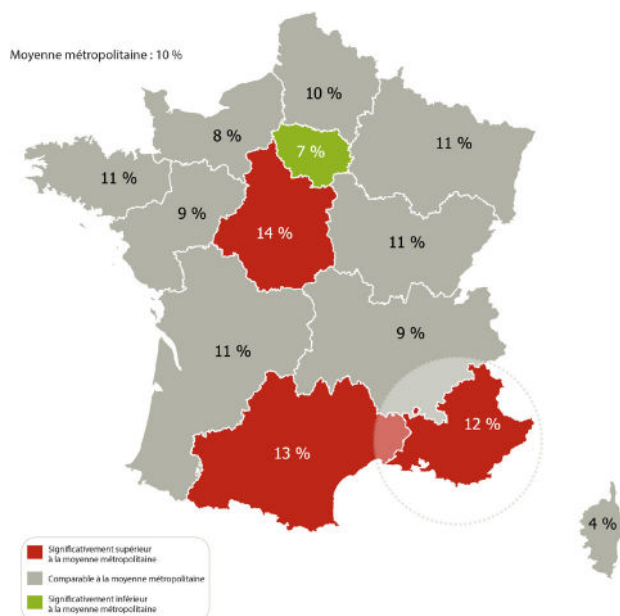 Moyenne métropolitaine : 10 %
10 %
8 %
7 %
11 %
11 %
9 %
14 %
11 %
11 %
9 %
13 %
12 %
4 %
Significativement supérieur
à la moyenne métropolitaine
Comparable à la moyenne métropolitaine
Significativement inférieur
à la moyenne métropolitaine